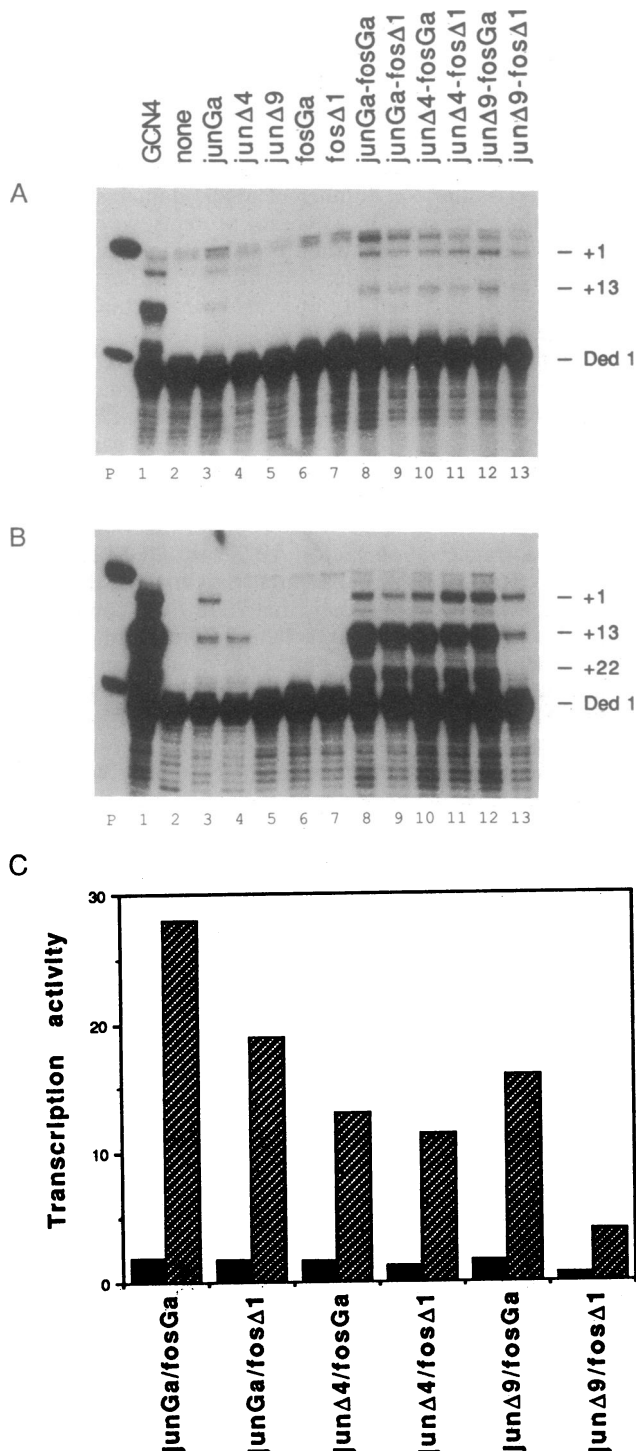 GCN4 none junGa junΔ4 junΔ9 fosGa fosΔ1 junGa-fosGa junGa-fosΔ1 junΔ4-fosGa junΔ4-fosΔ1 junΔ9-fosGa junΔ9-fosΔ1
A
– +1
– +13
– Ded 1
P 1 2 3 4 5 6 7 8 9 10 11 12 13
B
– +1
– +13
– +22
– Ded 1
P 1 2 3 4 5 6 7 8 9 10 11 12 13
C
30
20
10
0
Transcription activity
junGa/fosGa
junGa/fosΔ1
junΔ4/fosGa
junΔ4/fosΔ1
junΔ9/fosGa
junΔ9/fosΔ1